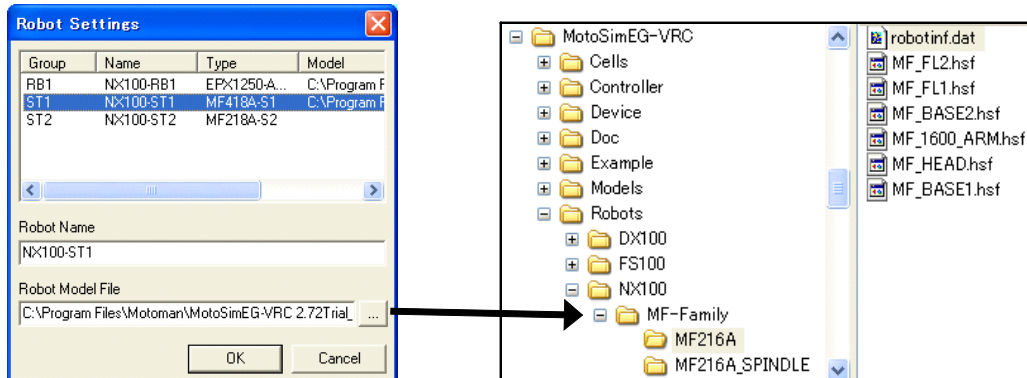 Robot Settings
Group Name Type Model
RB1 NX100-RB1 EPX1250-A... C:\Program F
ST1 NX100-ST1 MF418A-S1 C:\Program F
ST2 NX100-ST2 MF218A-S2
Robot Name
NX100-ST1
Robot Model File
C:\Program Files\Motoman\MotoSimEG-VRC 2.72Trial_
...
OK Cancel
MotoSimEG-VRC
Cells
Controller
Device
Doc
Example
Models
Robots
DX100
FS100
NX100
MF-Family
MF216A
MF216A_SPINDLE
robotinf.dat
MF_FL2.hsf
MF_FL1.hsf
MF_BASE2.hsf
MF_1600_ARM.hsf
MF_HEAD.hsf
MF_BASE1.hsf